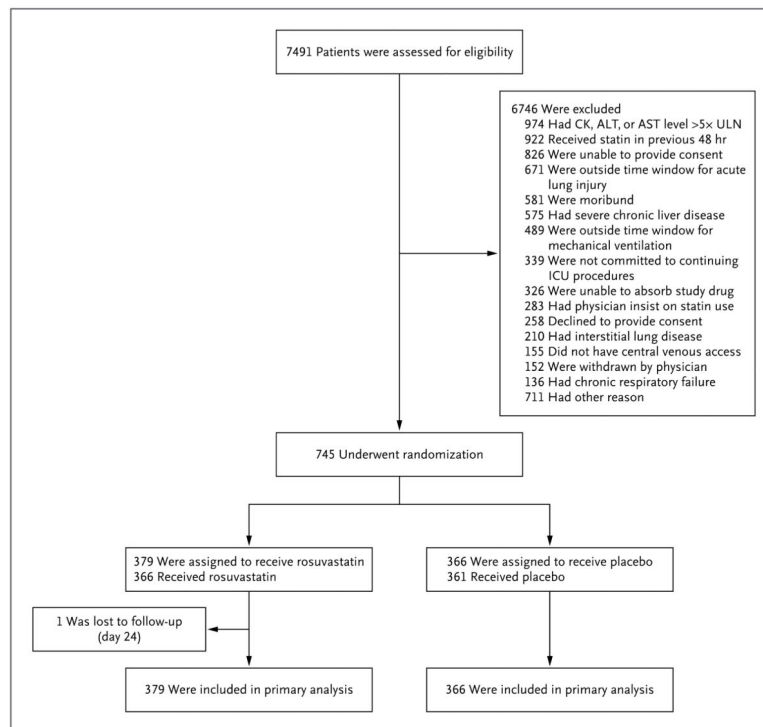 7491 Patients were assessed for eligibility
6746 Were excluded
974 Had CK, ALT, or AST level >5× ULN
922 Received statin in previous 48 hr
826 Were unable to provide consent
671 Were outside time window for acute
lung injury
581 Were moribund
575 Had severe chronic liver disease
489 Were outside time window for
mechanical ventilation
339 Were not committed to continuing
ICU procedures
326 Were unable to absorb study drug
283 Had physician insist on statin use
258 Declined to provide consent
210 Had interstitial lung disease
155 Did not have central venous access
152 Were withdrawn by physician
136 Had chronic respiratory failure
711 Had other reason
745 Underwent randomization
379 Were assigned to receive rosuvastatin
366 Received rosuvastatin
366 Were assigned to receive placebo
361 Received placebo
1 Was lost to follow-up
(day 24)
379 Were included in primary analysis
366 Were included in primary analysis